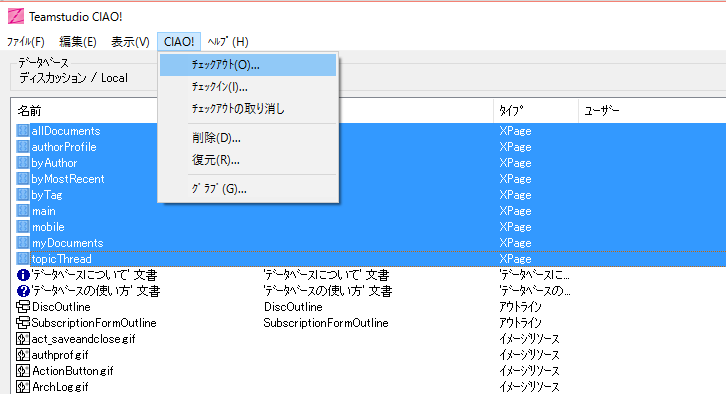 Teamstudio CIAO!
ﾌｧｲﾙ(F) 編集(E) 表示(V) CIAO! ﾍﾙﾌﾟ(H)
ﾃﾞｰﾀﾍﾞｰｽ
ﾃﾞｨｽｶｯｼｮﾝ / Local
ﾁｪｯｸｱｳﾄ(O)...
ﾁｪｯｸｲﾝ(I)...
ﾁｪｯｸｱｳﾄの取り消し
削除(D)...
復元(R)...
ｸﾞﾗﾌﾞ(G)...
名前 ﾀｲﾌﾟ ﾕｰｻﾞｰ
allDocuments XPage
authorProfile XPage
byAuthor XPage
byMostRecent XPage
byTag XPage
main XPage
mobile XPage
myDocuments XPage
topicThread XPage
'ﾃﾞｰﾀﾍﾞｰｽについて' 文書 'ﾃﾞｰﾀﾍﾞｰｽについて' 文書 'ﾃﾞｰﾀﾍﾞｰｽに...
'ﾃﾞｰﾀﾍﾞｰｽの使い方' 文書 'ﾃﾞｰﾀﾍﾞｰｽの使い方' 文書 'ﾃﾞｰﾀﾍﾞｰｽの...
DiscOutline DiscOutline ｱｳﾄﾗｲﾝ
SubscriptionFormOutline SubscriptionFormOutline ｱｳﾄﾗｲﾝ
act_saveandclose.gif ｲﾒｰｼﾞﾘｿｰｽ
authprof.gif ｲﾒｰｼﾞﾘｿｰｽ
ActionButton.gif ｲﾒｰｼﾞﾘｿｰｽ
ArchLog.gif ｲﾒｰｼﾞﾘｿｰｽ